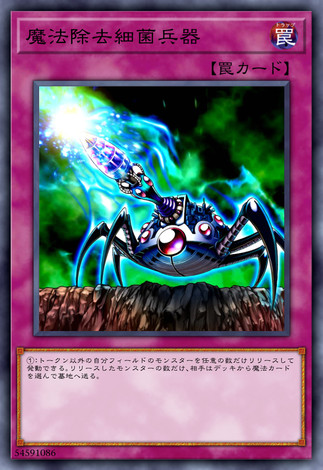 魔法除去細菌兵器
トラップ
罠
【罠カード】
①:トークン以外の自分フィールドのモンスターを任意の数だけリリースして
発動できる。リリースしたモンスターの数だけ、相手はデッキから魔法カード
を選んで墓地へ送る。
54591086